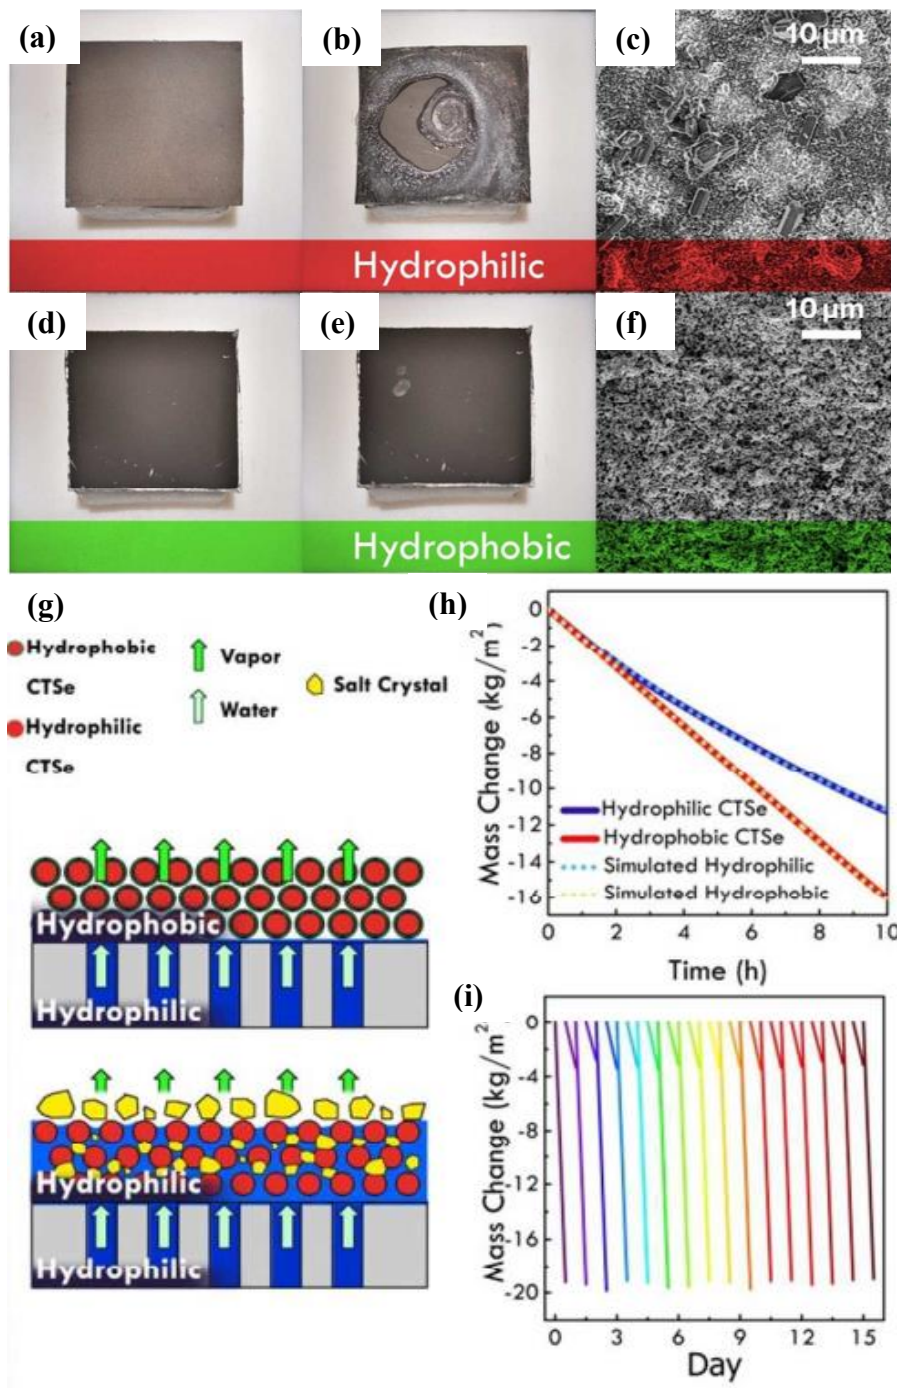 (a)
(b)
(c)
10 µm
Hydrophilic
(d)
(e)
(f)
10 µm
Hydrophobic
(g)
Hydrophobic
CTSe
Hydrophilic
CTSe
Vapor
Water
Salt Crystal
Hydrophobic
Hydrophilic
Hydrophilic
Hydrophilic
(h)
Mass Change (kg/m²)
0
-2
-4
-6
-8
-10
-12
-14
-16
Hydrophilic CTSe
Hydrophobic CTSe
Simulated Hydrophilic
Simulated Hydrophobic
0 2 4 6 8 10
Time (h)
(i)
Mass Change (kg/m²)
0
-4
-8
-12
-16
-20
0 3 6 9 12 15
Day